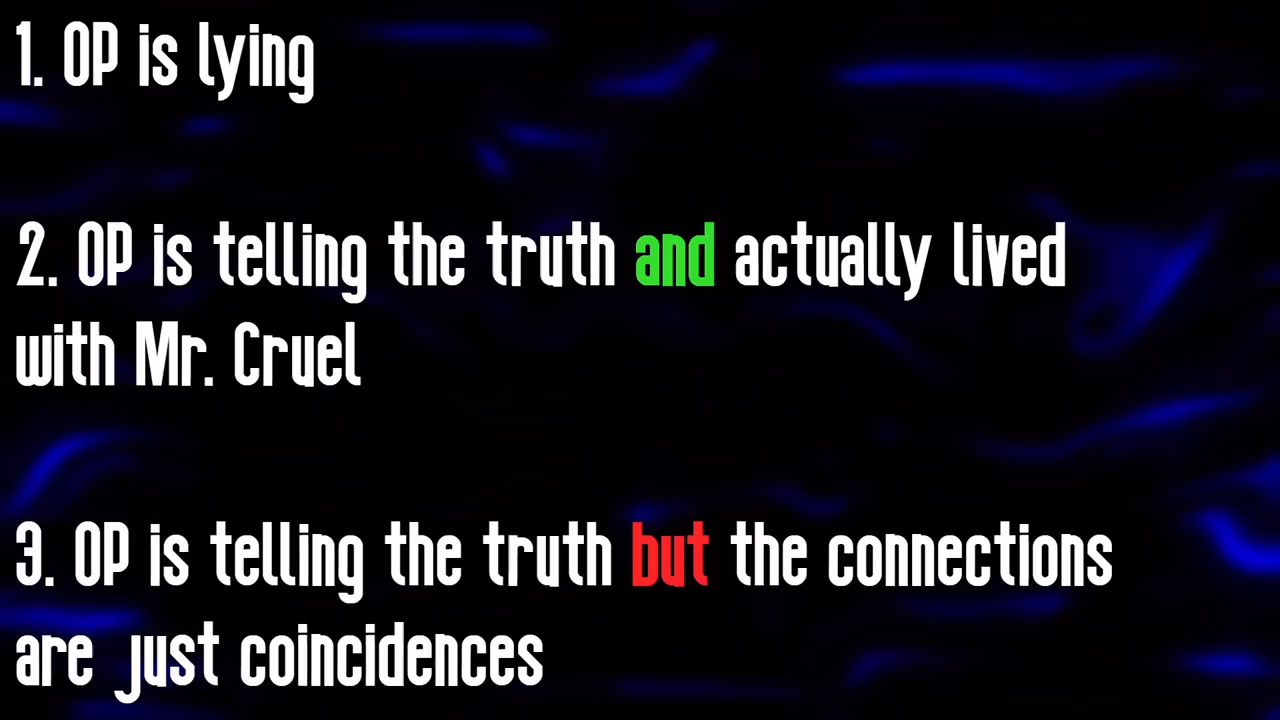 1. OP is lying
2. OP is telling the truth and actually lived
with Mr. Cruel
3. OP is telling the truth but the connections
are just coincidences